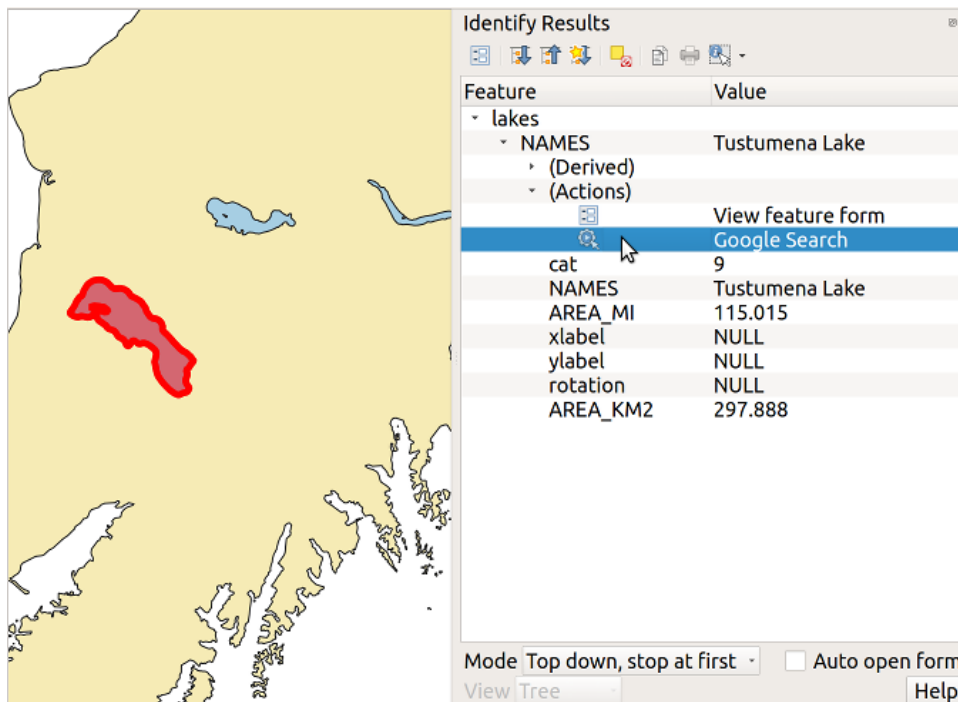 Identify Results
Feature Value
lakes
NAMES Tustumena Lake
(Derived)
(Actions)
View feature form
Google Search
cat 9
NAMES Tustumena Lake
AREA_MI 115.015
xlabel NULL
ylabel NULL
rotation NULL
AREA_KM2 297.888
Mode Top down, stop at first Auto open form
View Tree Help